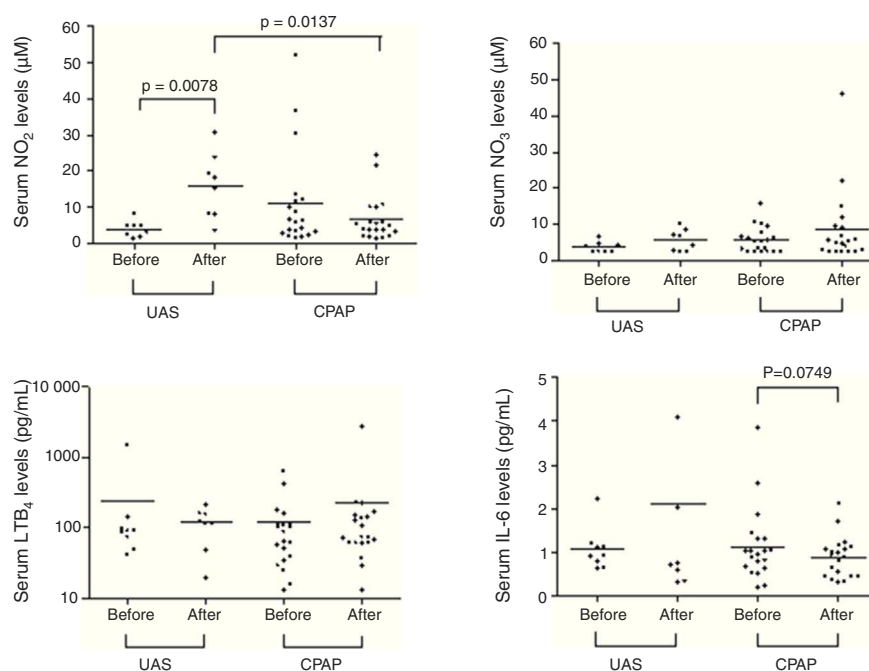 p = 0.0137
p = 0.0078
60
50
40
30
20
10
0
Serum NO2 levels (μM)
Before
After
Before
After
UAS
CPAP
60
50
40
30
20
10
0
Serum NO3 levels (μM)
Before
After
Before
After
UAS
CPAP
10 000
1000
100
10
Serum LTB4 levels (pg/mL)
Before
After
Before
After
UAS
CPAP
P=0.0749
5
4
3
2
1
0
Serum IL-6 levels (pg/mL)
Before
After
Before
After
UAS
CPAP